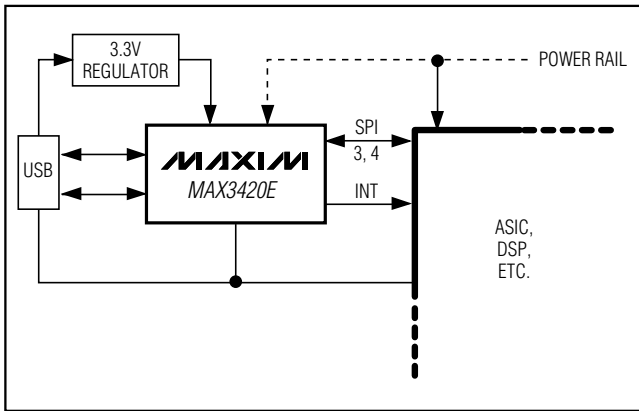 3.3V
REGULATOR
POWER RAIL
USB
MAXIM
MAX3420E
SPI
3, 4
INT
ASIC,
DSP,
ETC.